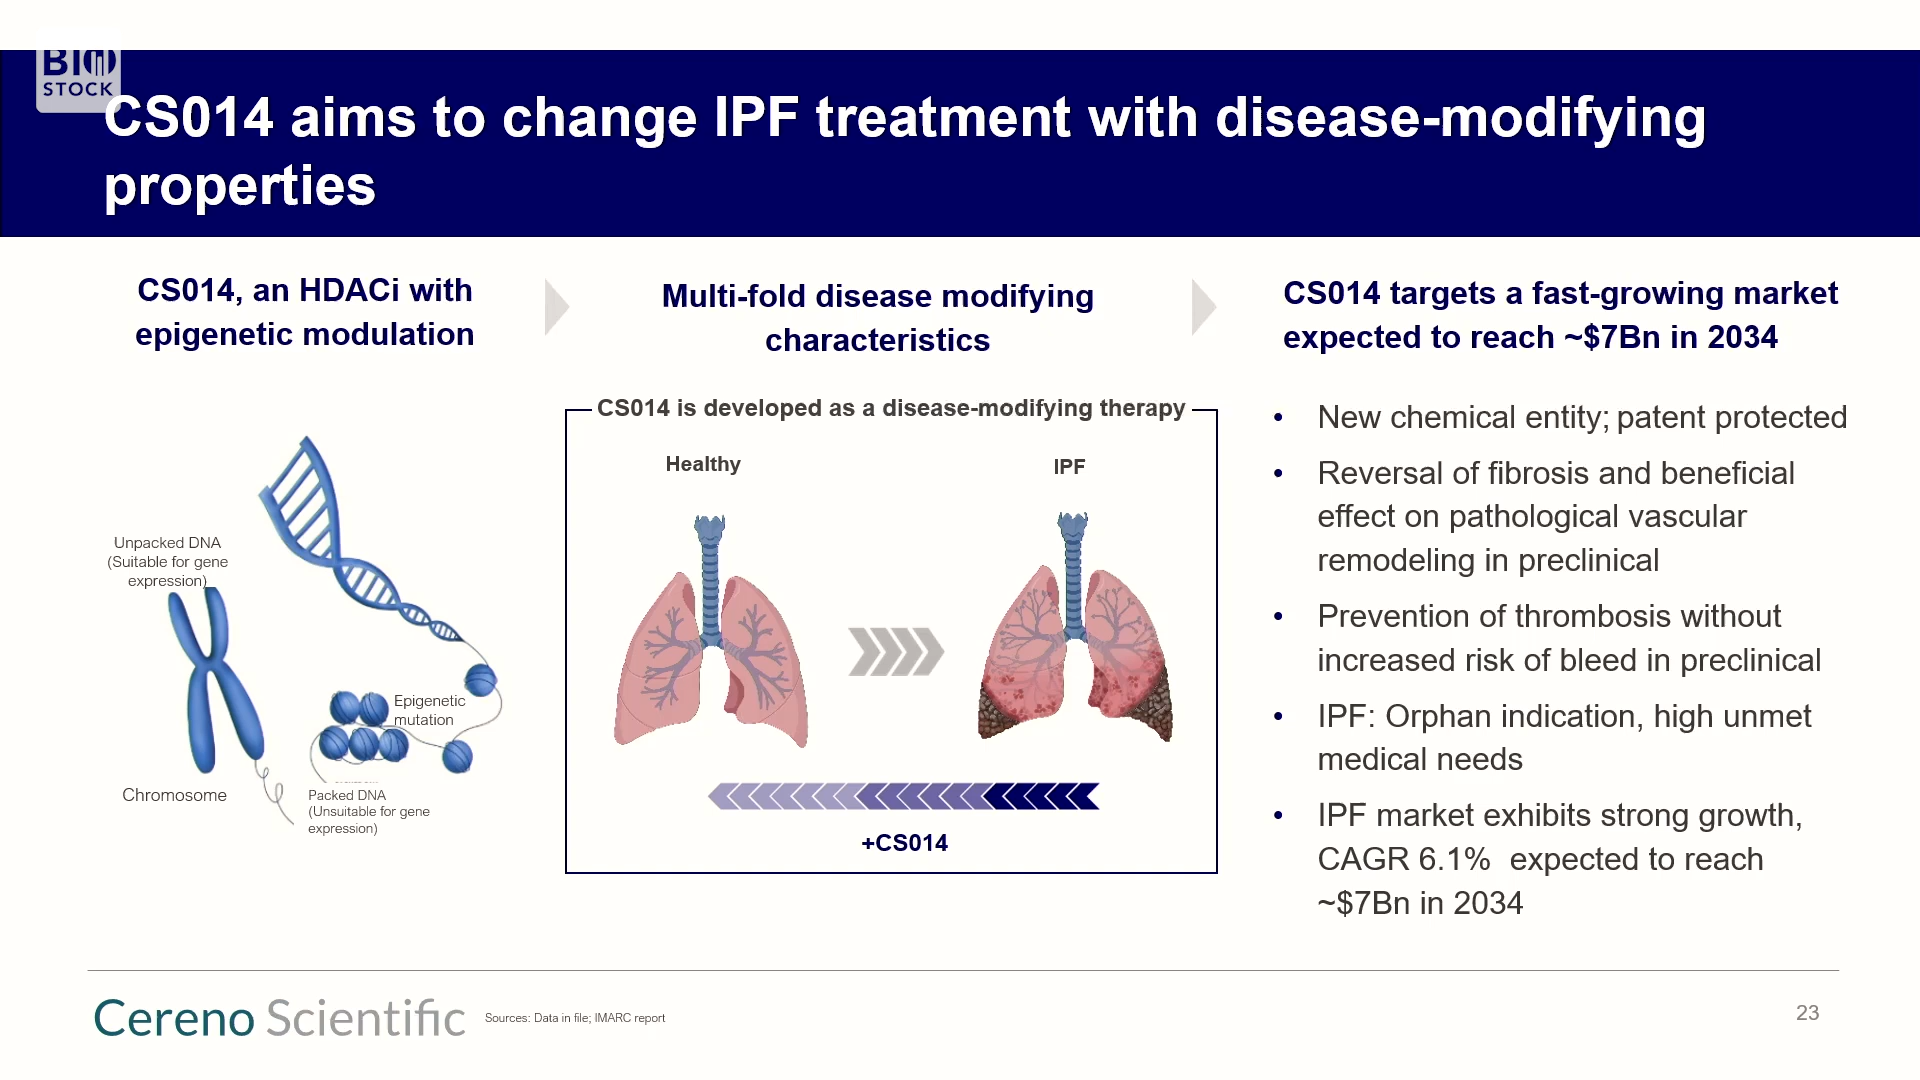 BIO
STOCK
CS014 aims to change IPF treatment with disease-modifying
properties
CS014, an HDACi with
epigenetic modulation
Unpacked DNA
(Suitable for gene
expression)
Epigenetic
mutation
Chromosome
Packed DNA
(Unsuitable for gene
expression)
Multi-fold disease modifying
characteristics
CS014 is developed as a disease-modifying therapy
Healthy
IPF
+CS014
CS014 targets a fast-growing market
expected to reach ~$7Bn in 2034
• New chemical entity; patent protected
• Reversal of fibrosis and beneficial
effect on pathological vascular
remodeling in preclinical
• Prevention of thrombosis without
increased risk of bleed in preclinical
• IPF: Orphan indication, high unmet
medical needs
• IPF market exhibits strong growth,
CAGR 6.1% expected to reach
~$7Bn in 2034
Cereno Scientific
Sources: Data in file; IMARC report
23